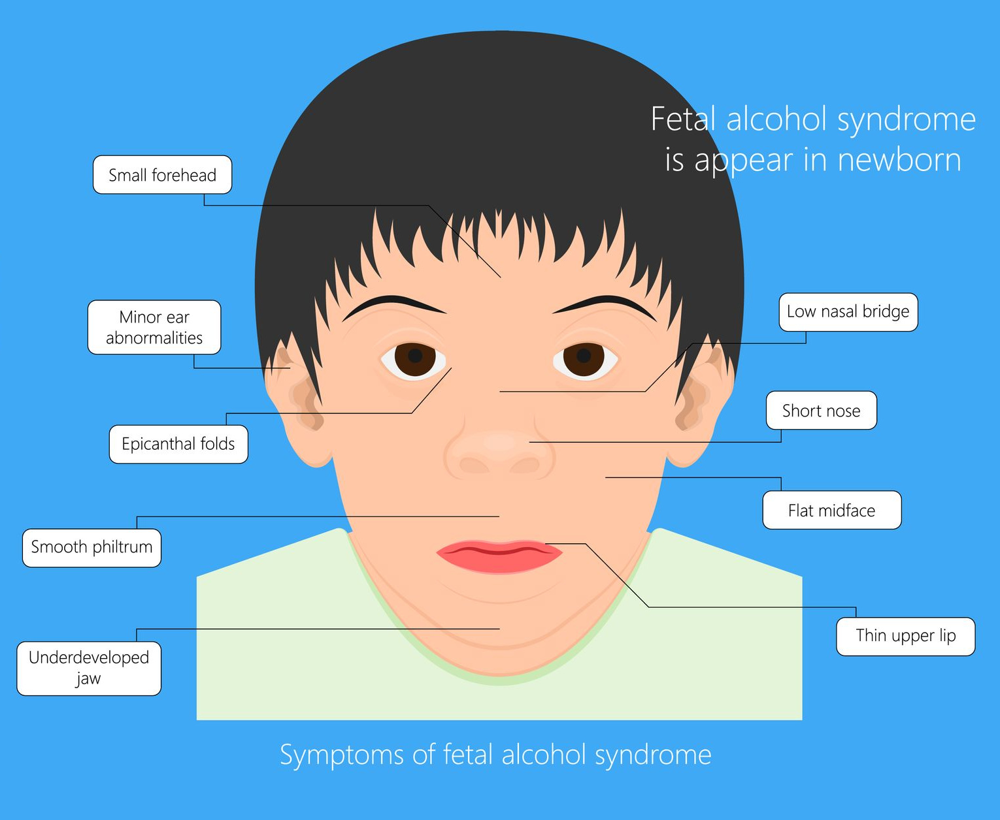 Fetal alcohol syndrome
is appear in newborn
Small forehead
Minor ear
abnormalities
Low nasal bridge
Short nose
Epicanthal folds
Flat midface
Smooth philtrum
Thin upper lip
Underdeveloped
jaw
Symptoms of fetal alcohol syndrome